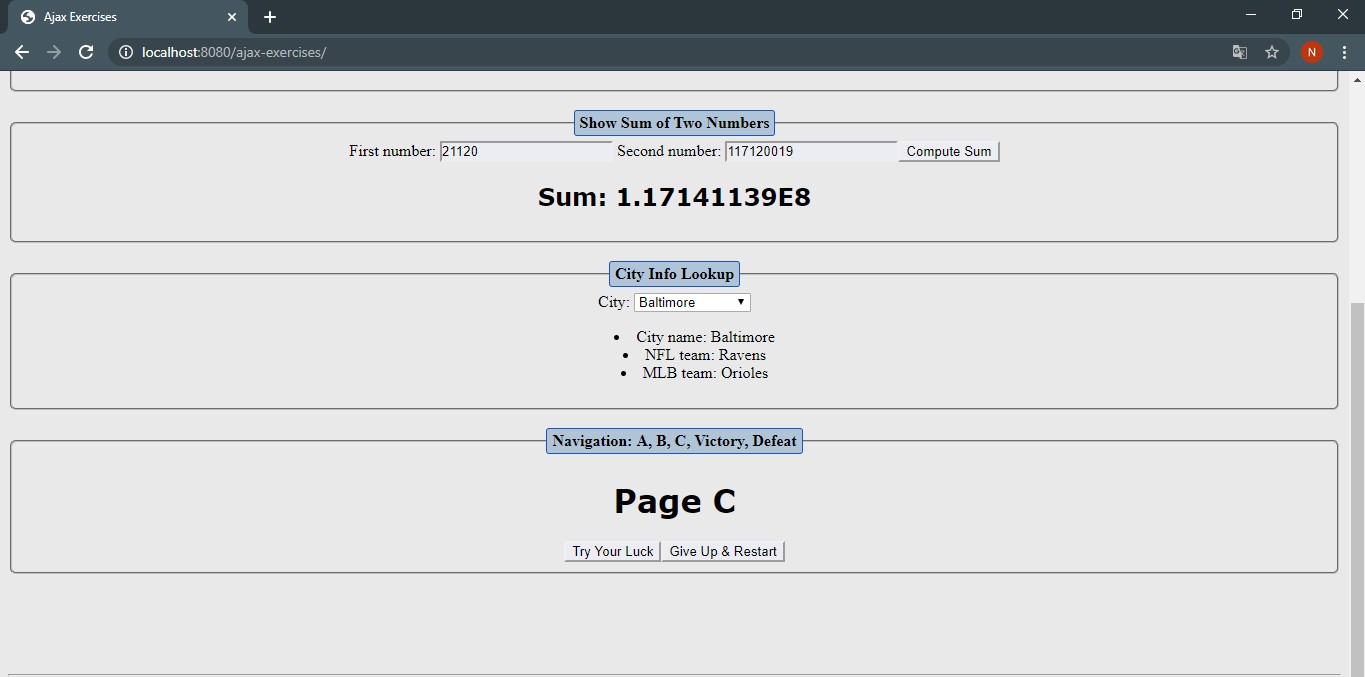 Ajax Exercises
localhost:8080/ajax-exercises/
N
Show Sum of Two Numbers
First number: 21120 Second number: 117120019 Compute Sum
Sum: 1.17141139E8
City Info Lookup
City: Baltimore
• City name: Baltimore
• NFL team: Ravens
• MLB team: Orioles
Navigation: A, B, C, Victory, Defeat
Page C
Try Your Luck Give Up & Restart